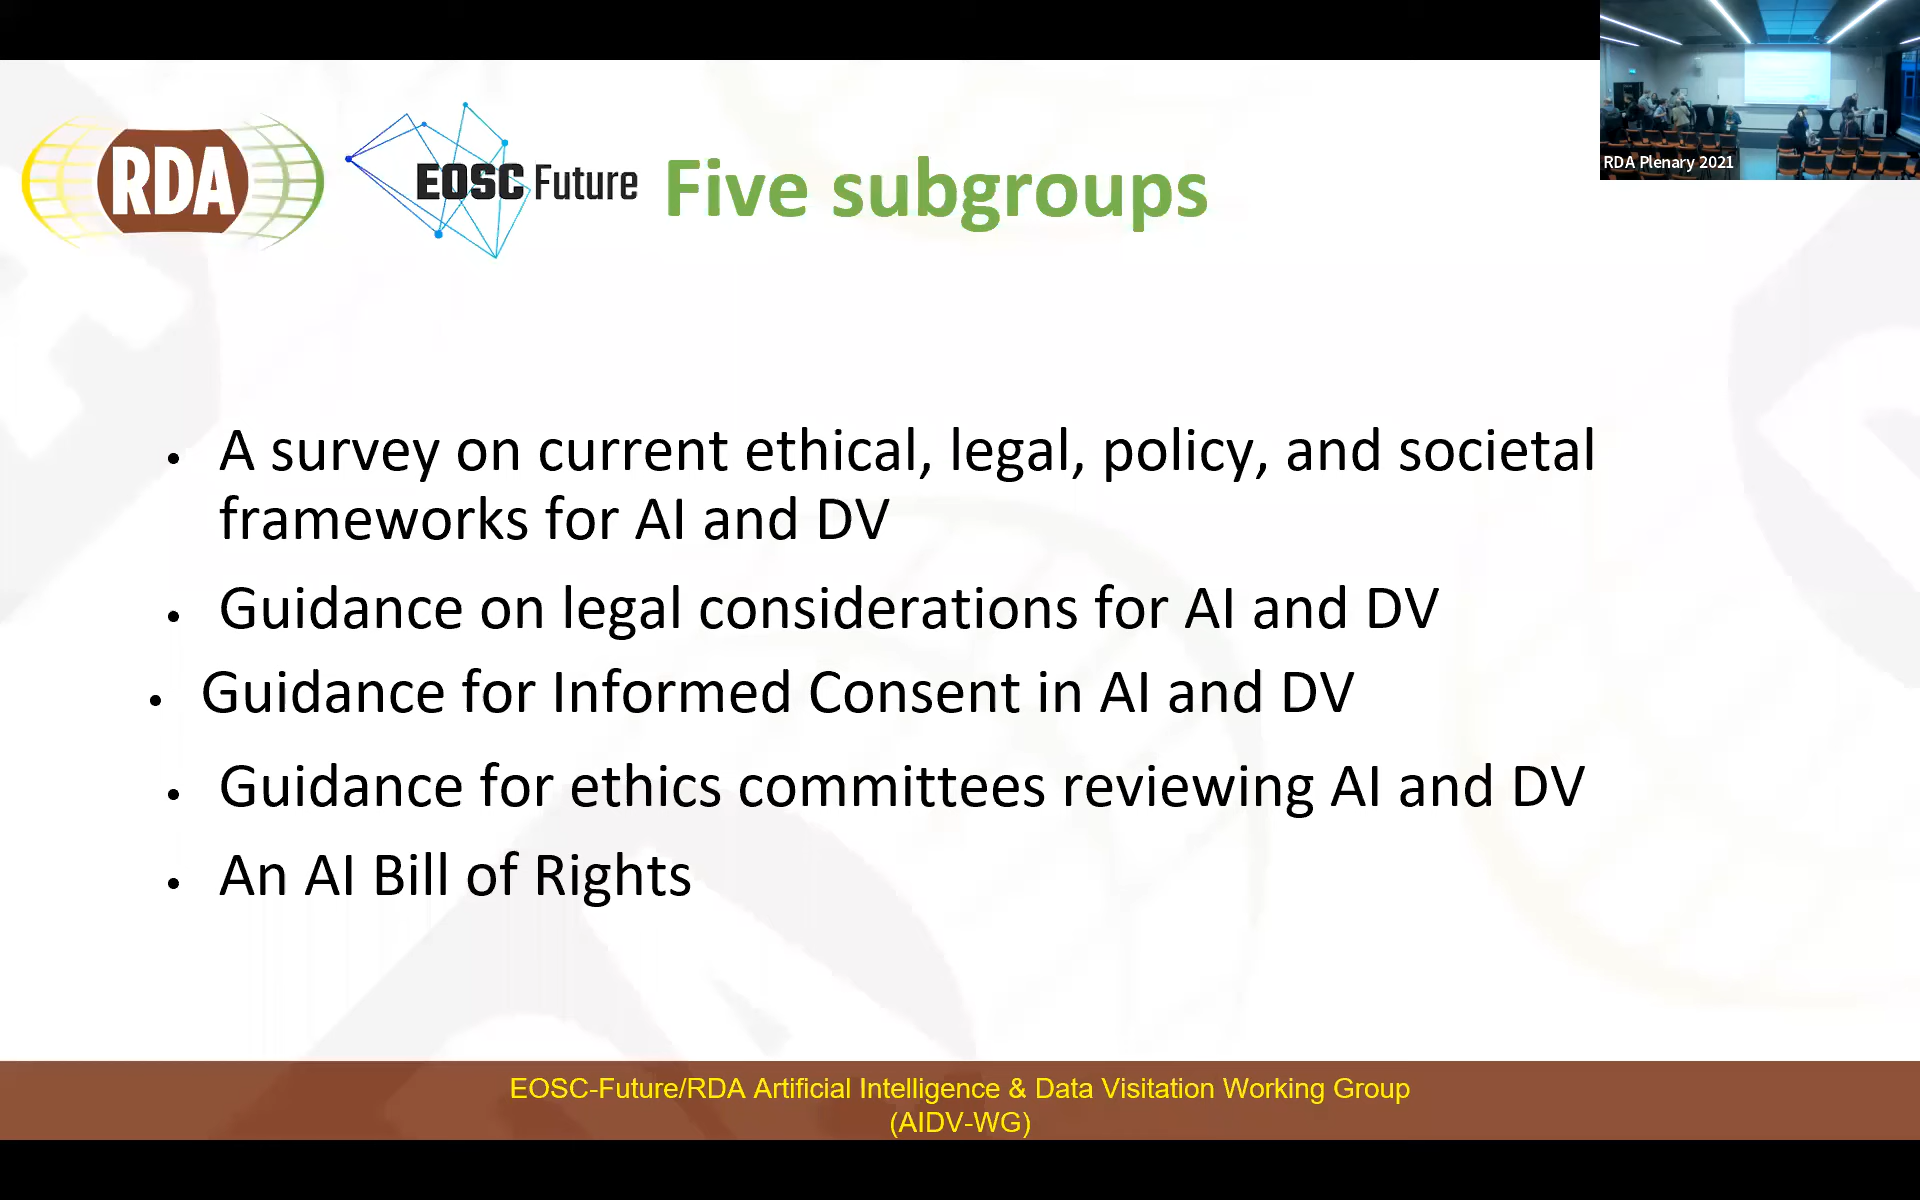 RDA Plenary 2021
RDA
EOSC Future
Five subgroups
• A survey on current ethical, legal, policy, and societal
frameworks for AI and DV
• Guidance on legal considerations for AI and DV
• Guidance for Informed Consent in AI and DV
• Guidance for ethics committees reviewing AI and DV
• An AI Bill of Rights
EOSC-Future/RDA Artificial Intelligence & Data Visitation Working Group
(AIDV-WG)